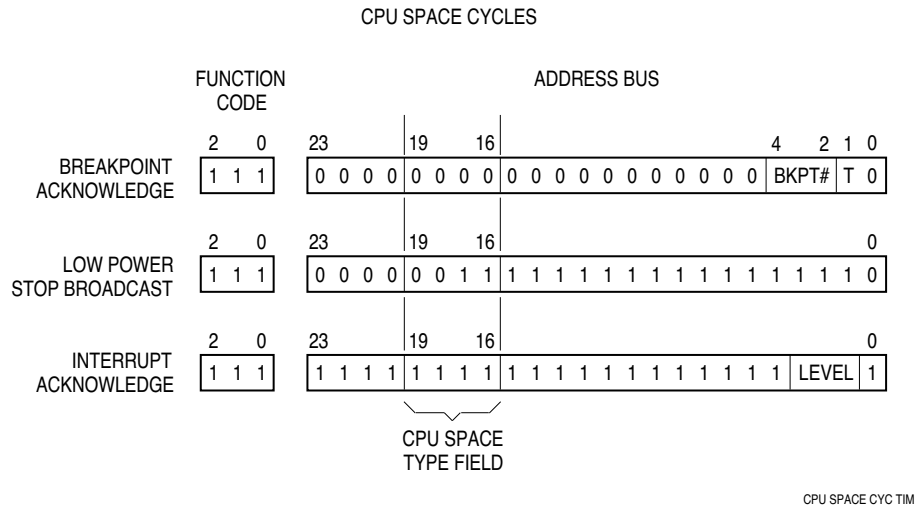 CPU SPACE CYCLES
FUNCTION CODE
ADDRESS BUS
2 0 23 19 16 4 2 1 0
BREAKPOINT ACKNOWLEDGE
1 1 1 0 0 0 0 0 0 0 0 0 0 0 0 0 0 0 0 0 0 0 BKPT# T 0
2 0 23 19 16 0
LOW POWER STOP BROADCAST
1 1 1 0 0 0 0 0 0 1 1 1 1 1 1 1 1 1 1 1 1 1 1 1 1 1 0
2 0 23 19 16 0
INTERRUPT ACKNOWLEDGE
1 1 1 1 1 1 1 1 1 1 1 1 1 1 1 1 1 1 1 1 1 1 1 LEVEL 1
CPU SPACE TYPE FIELD
CPU SPACE CYC TIM